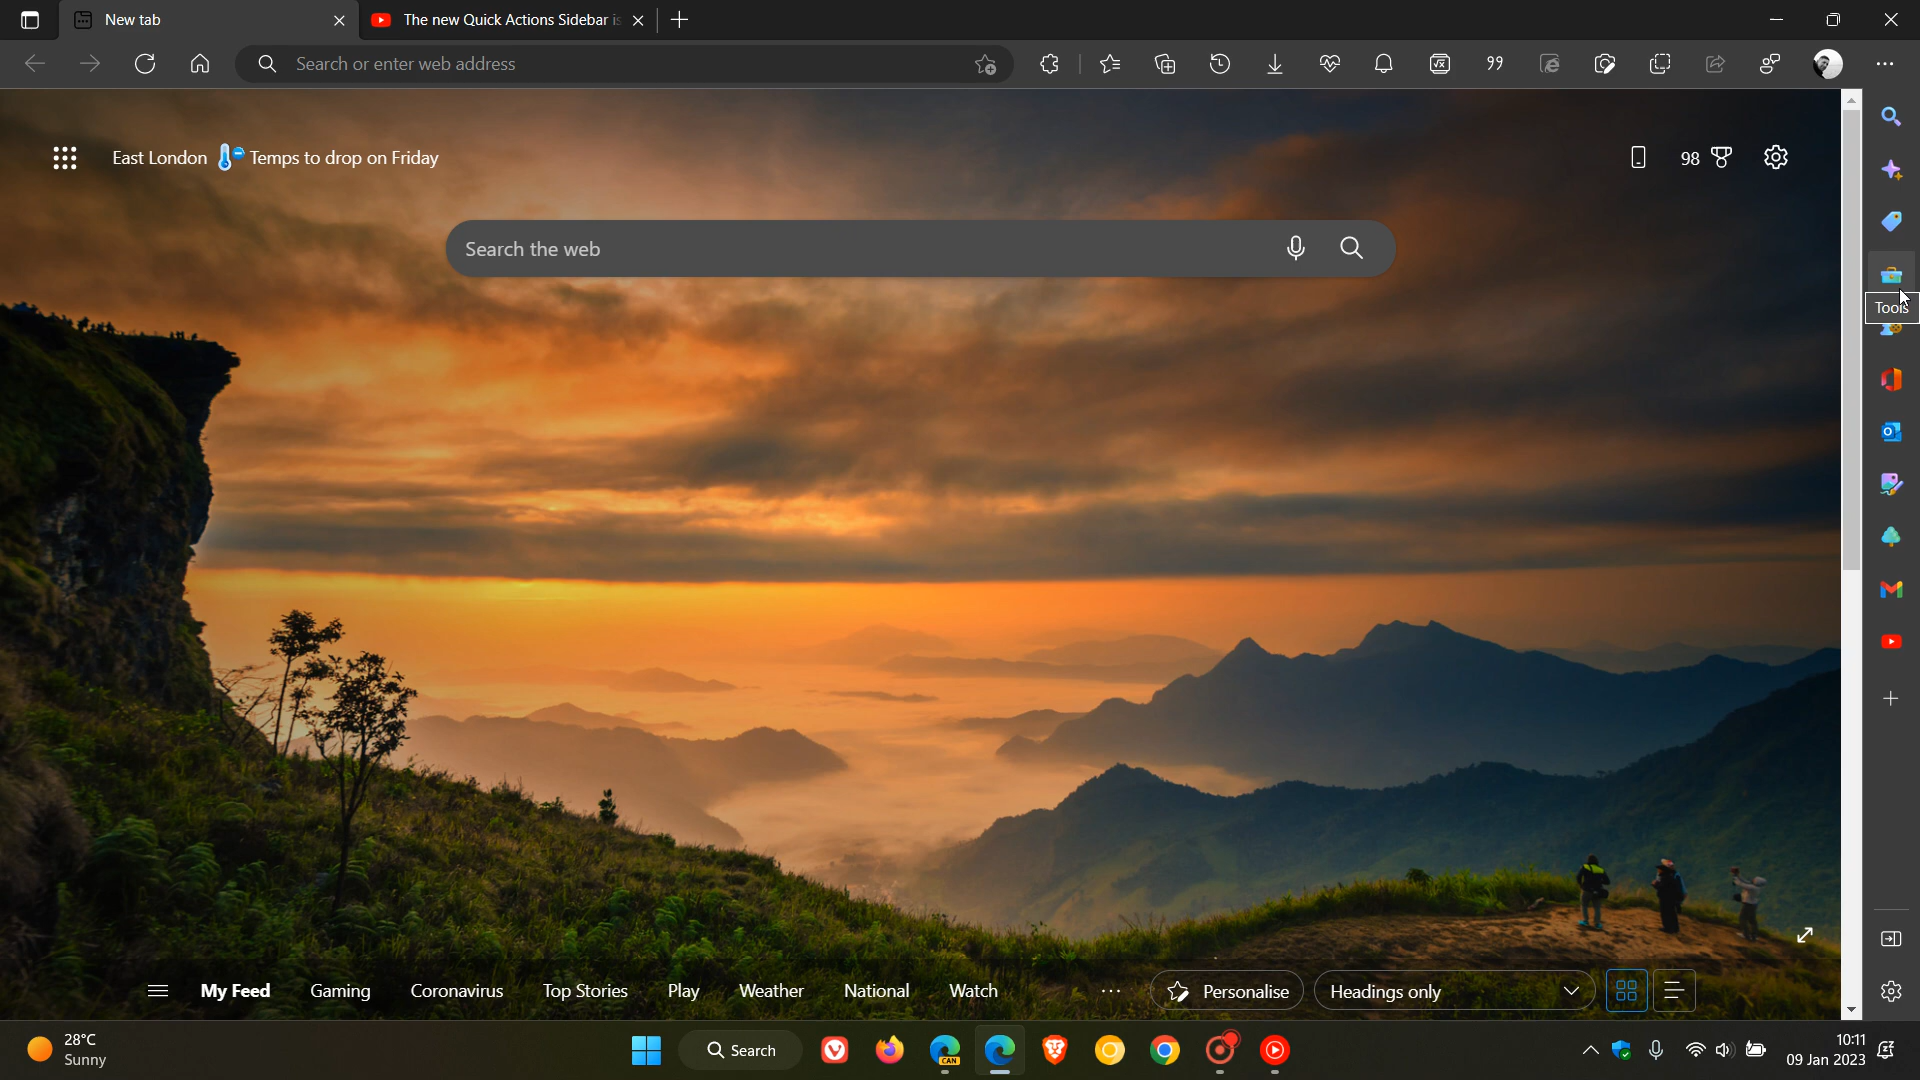 New tab
The new Quick Actions Sidebar is
Search or enter web address
East London Temps to drop on Friday
98
Search the web
Tools
My Feed Gaming Coronavirus Top Stories Play Weather National Watch ... Personalise Headings only
28°C
Sunny
Search
CAN
10:11
09 Jan 2023